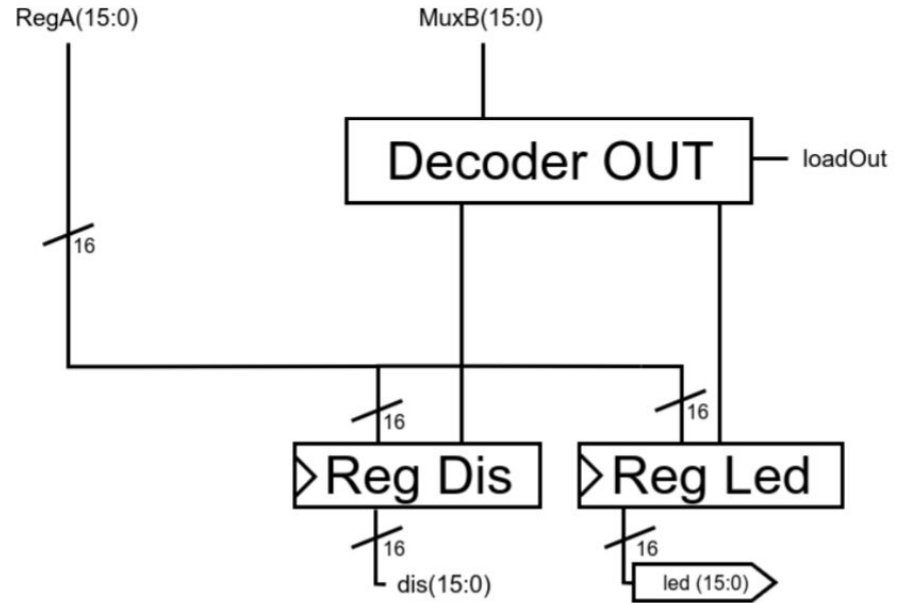 RegA(15:0)
MuxB(15:0)
Decoder OUT
loadOut
16
16
16
Reg Dis
Reg Led
16
16
dis(15:0)
led (15:0)